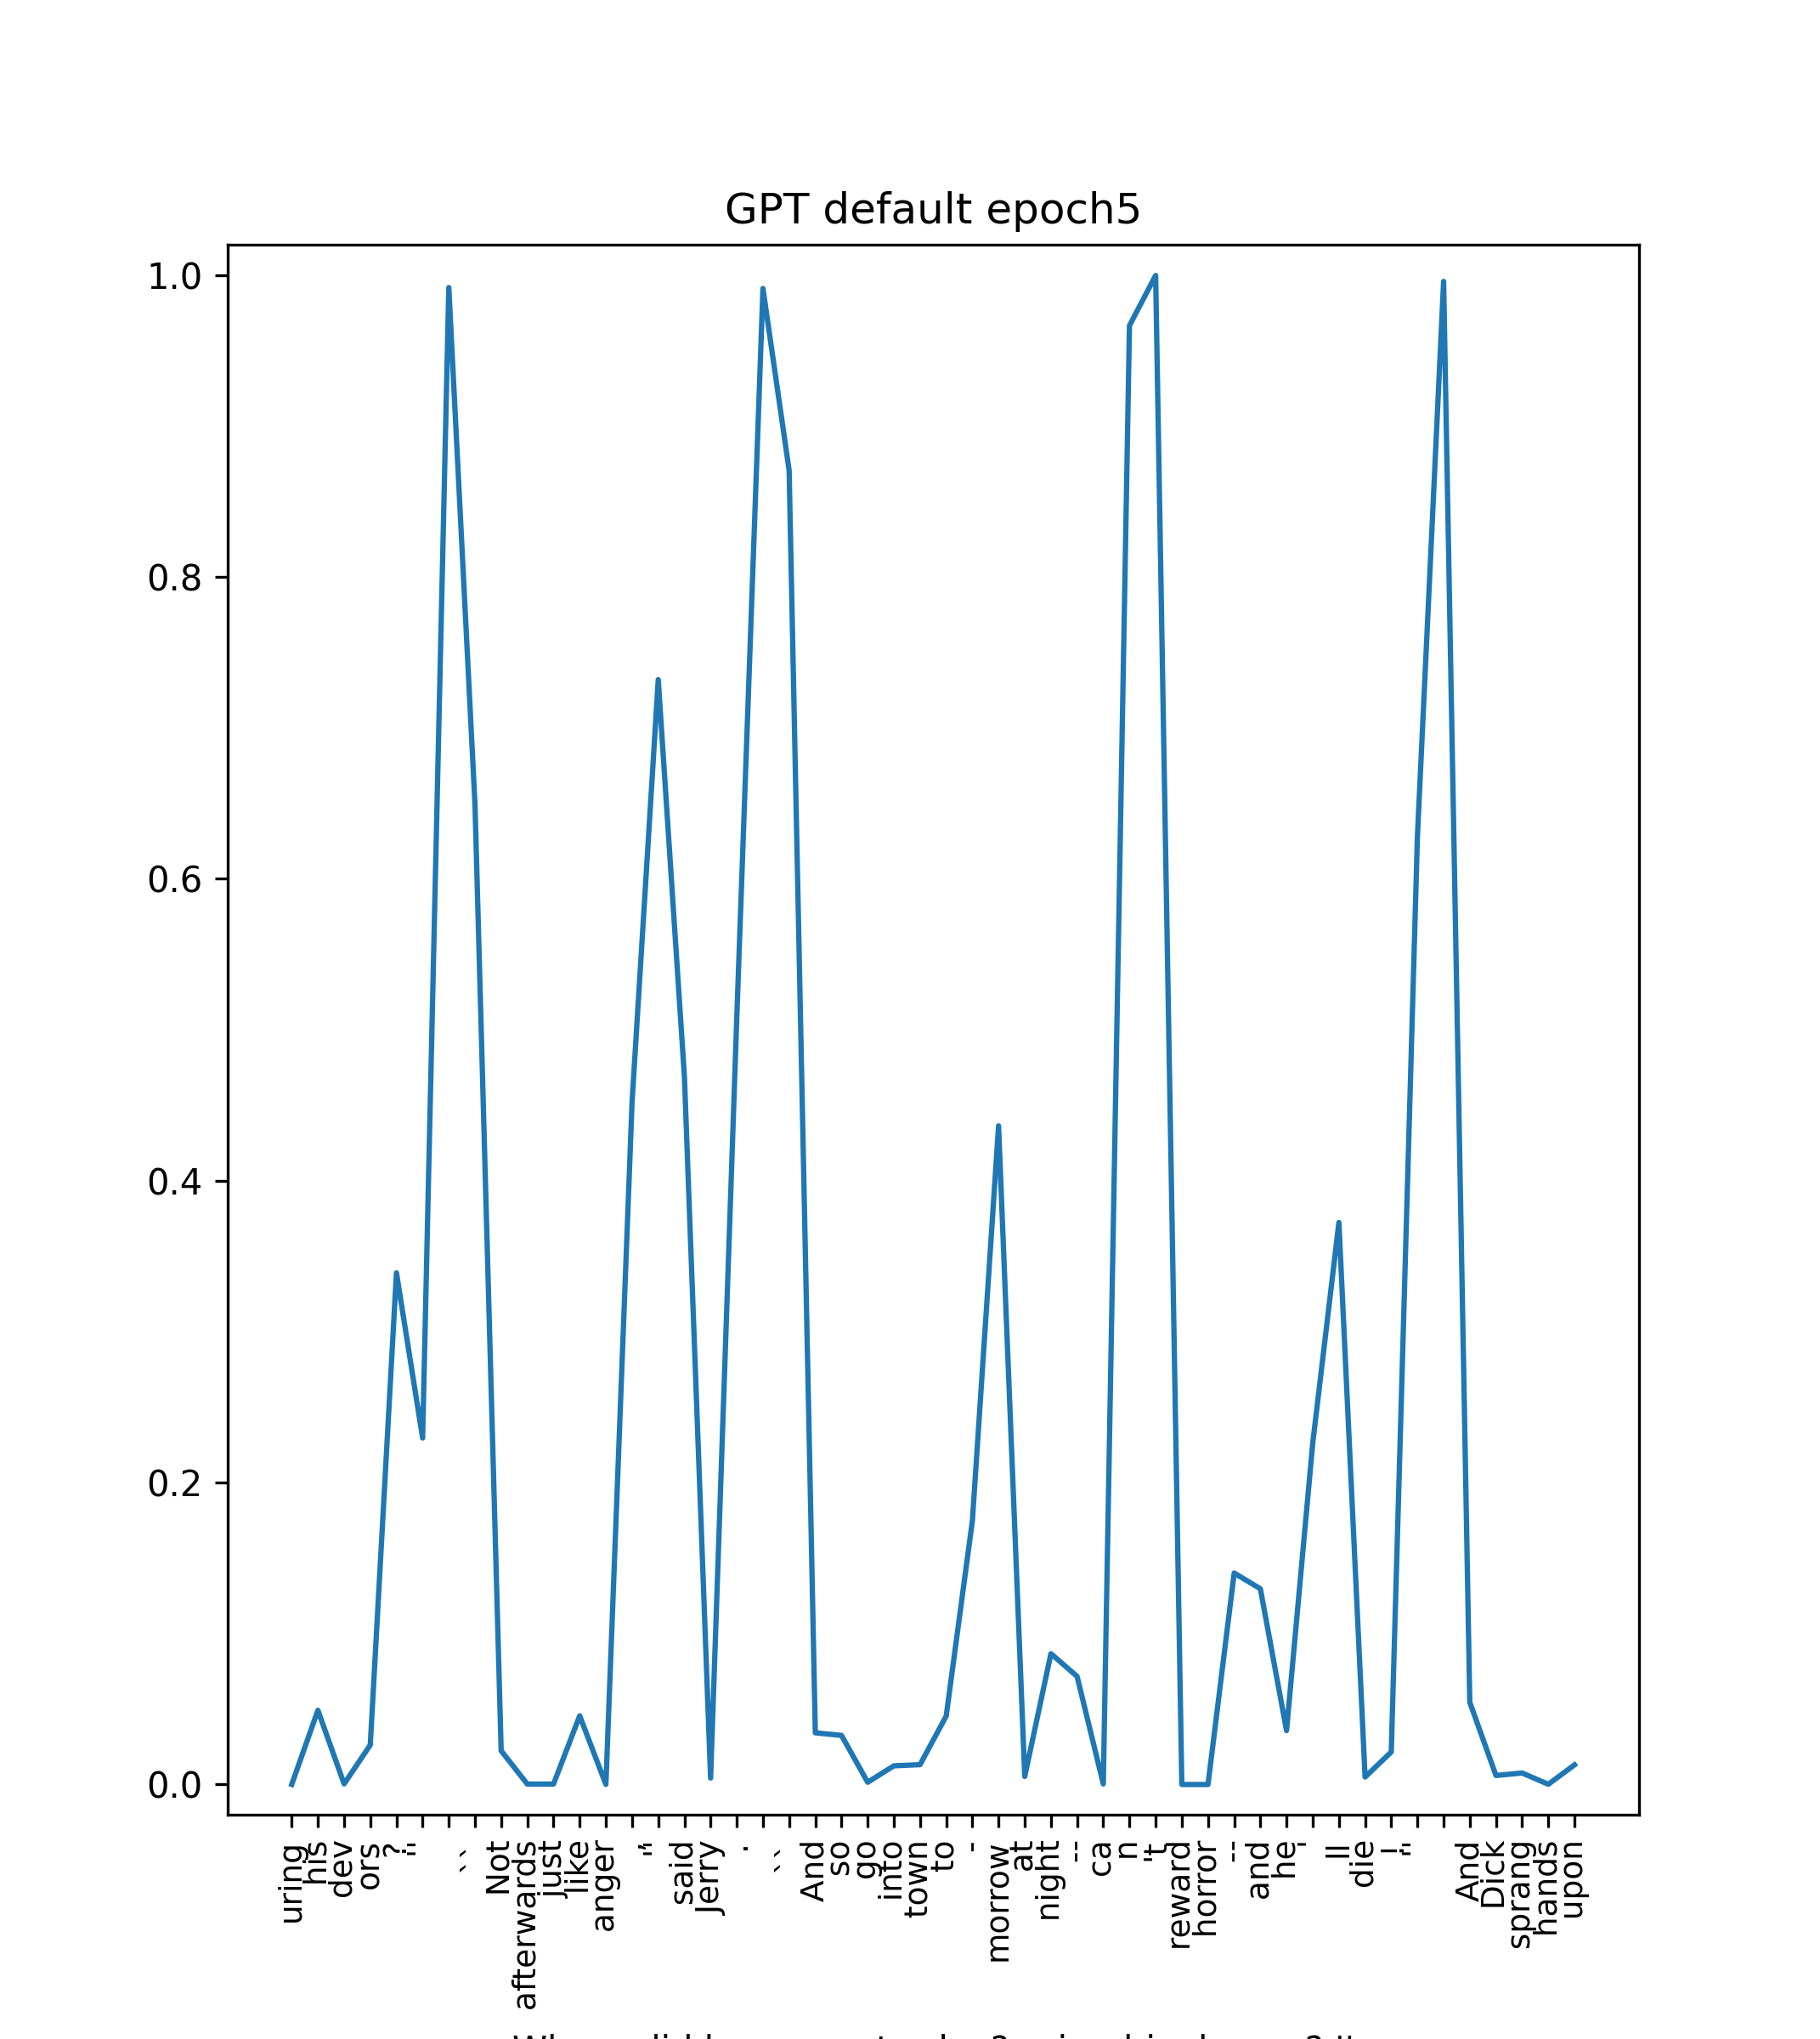 GPT default epoch5
1.0
0.8
0.6
0.4
0.2
0.0
uring
his
dev
ors
?
"
``
Not
afterwards
just
like
anger
,"
said
Jerry
.
``
And
so
go
into
town
to
-
morrow
at
night
--
ca
n
't
reward
horror
--
and
he
'
ll
die
!
"
And
Dick
sprang
hands
upon